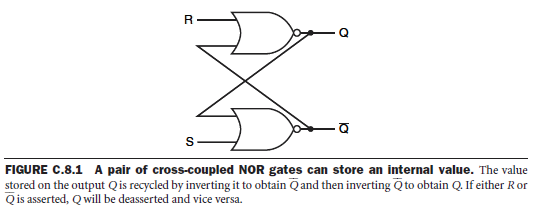 R
Q
S
Q̅
FIGURE C.8.1 A pair of cross-coupled NOR gates can store an internal value. The value
stored on the output Q is recycled by inverting it to obtain Q̅ and then inverting Q̅ to obtain Q. If either R or
Q̅ is asserted, Q will be deasserted and vice versa.